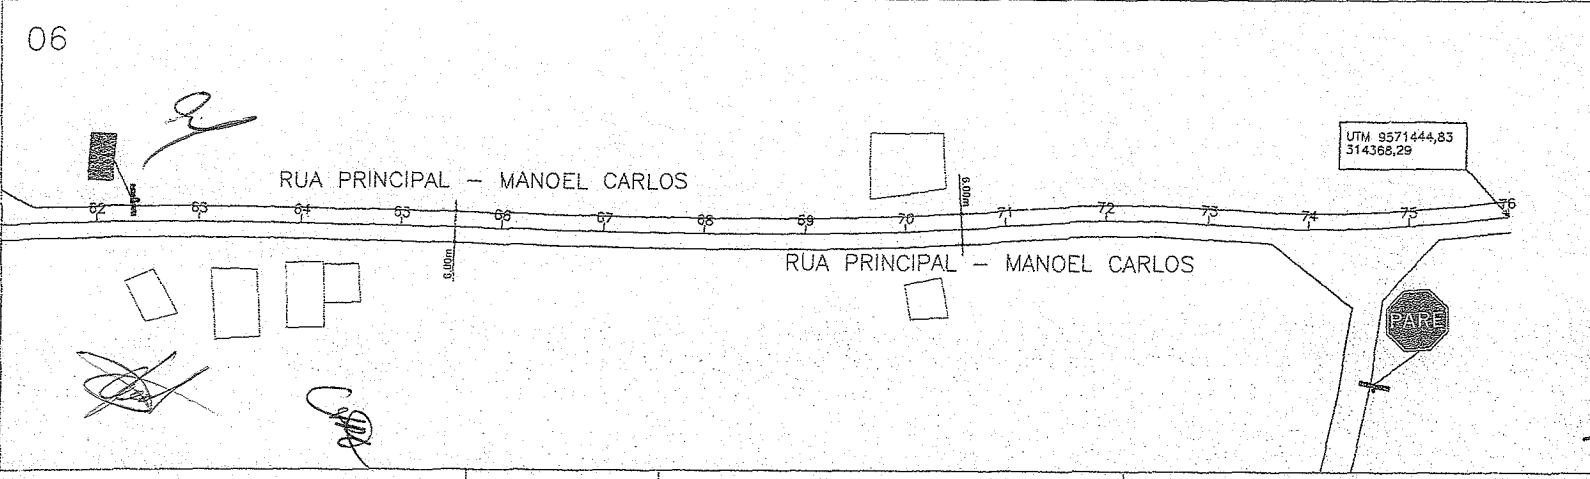 06
RUA PRINCIPAL – MANOEL CARLOS
UTM 9571444,83
314368,29
62 63 64 65 66 67 68 69 70 71 72 73 74 75 76
6.00m
6.00m
RUA PRINCIPAL – MANOEL CARLOS
PARE